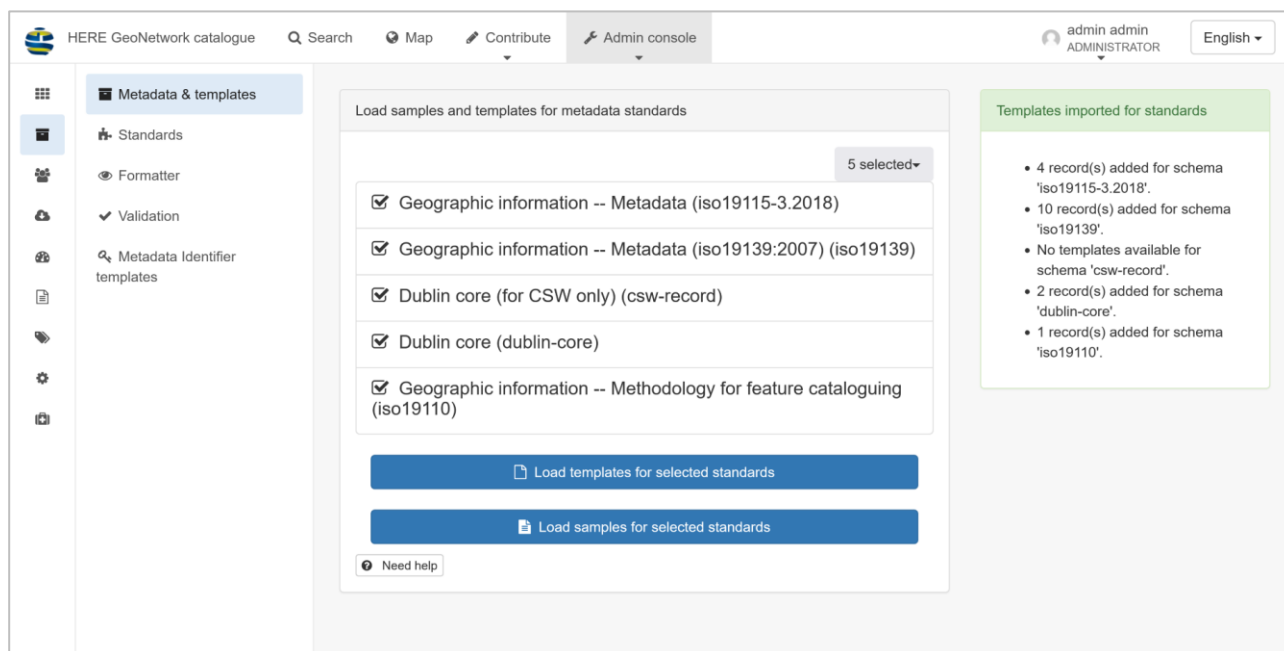 HERE GeoNetwork catalogue
Search
Map
Contribute
Admin console
admin admin
ADMINISTRATOR
English
Metadata & templates
Standards
Formatter
Validation
Metadata Identifier
templates
Load samples and templates for metadata standards
5 selected
Geographic information -- Metadata (iso19115-3.2018)
Geographic information -- Metadata (iso19139:2007) (iso19139)
Dublin core (for CSW only) (csw-record)
Dublin core (dublin-core)
Geographic information -- Methodology for feature cataloguing
(iso19110)
Load templates for selected standards
Load samples for selected standards
Need help
Templates imported for standards
4 record(s) added for schema
'iso19115-3.2018'.
10 record(s) added for schema
'iso19139'.
No templates available for
schema 'csw-record'.
2 record(s) added for schema
'dublin-core'.
1 record(s) added for schema
'iso19110'.